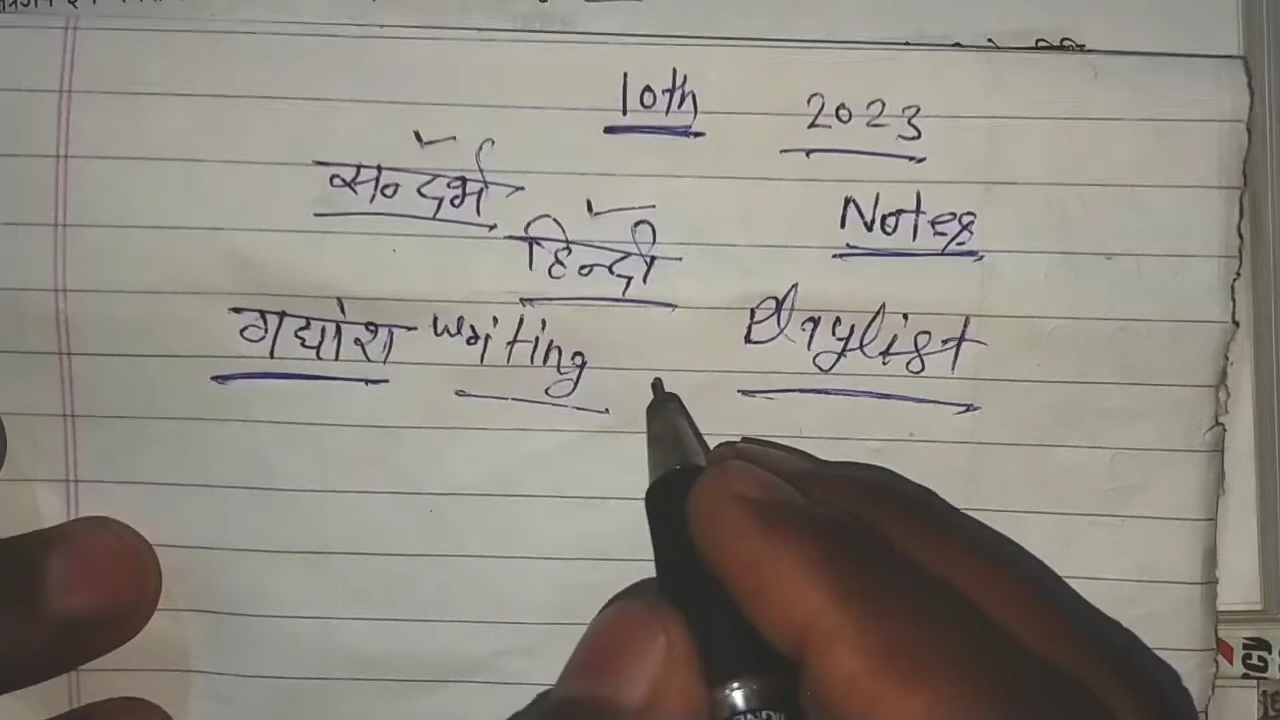 10th 2023
सन्दर्भ
हिन्दी Notes
गद्यांश writing Playlist